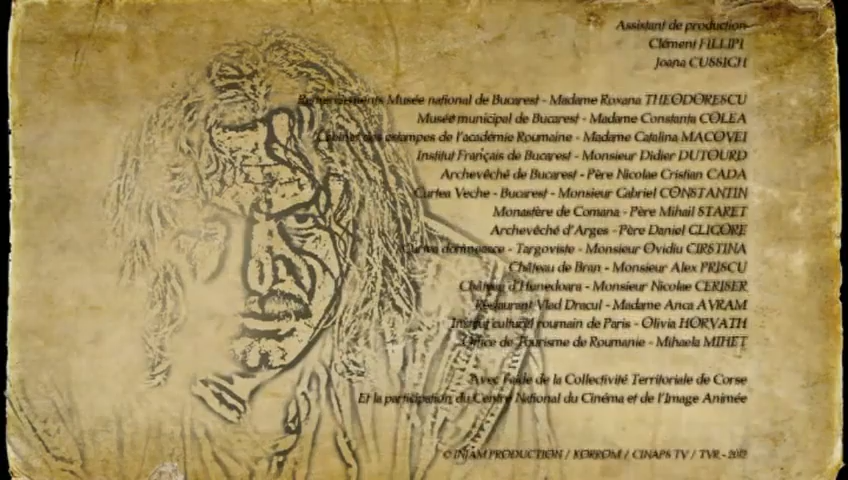 Assistant de production
Clément FILLIPI
Joana CUSSIGH
Remerciements Musée national de Bucarest - Madame Roxana THEODORESCU
Musée municipal de Bucarest - Madame Constanta COLEA
Cabinet des estampes de l'académie Roumaine - Madame Catalina MACOVEI
Institut Français de Bucarest - Monsieur Didier DUTOURD
Archevêché de Bucarest - Père Nicolae Cristian CADA
Curtea Veche - Bucarest - Monsieur Gabriel CONSTANTIN
Monastère de Comana - Père Mihail STARET
Archevêché d'Arges - Père Daniel GLIGORE
Curtea domneasca - Targoviste - Monsieur Ovidiu CIRSTINA
Château de Bran - Monsieur Alex PRISCU
Château d'Hunedoara - Monsieur Nicolae CERISER
Restaurant Vlad Dracul - Madame Anca AVRAM
Institut culturel roumain de Paris - Olivia HORVATH
Office de Tourisme de Roumanie - Mihaela MIHET
Avec l'aide de la Collectivité Territoriale de Corse
Et la participation du Centre National du Cinéma et de l'Image Animée
© INJAM PRODUCTION / KORROM / CINAPS TV / TVR - 2012